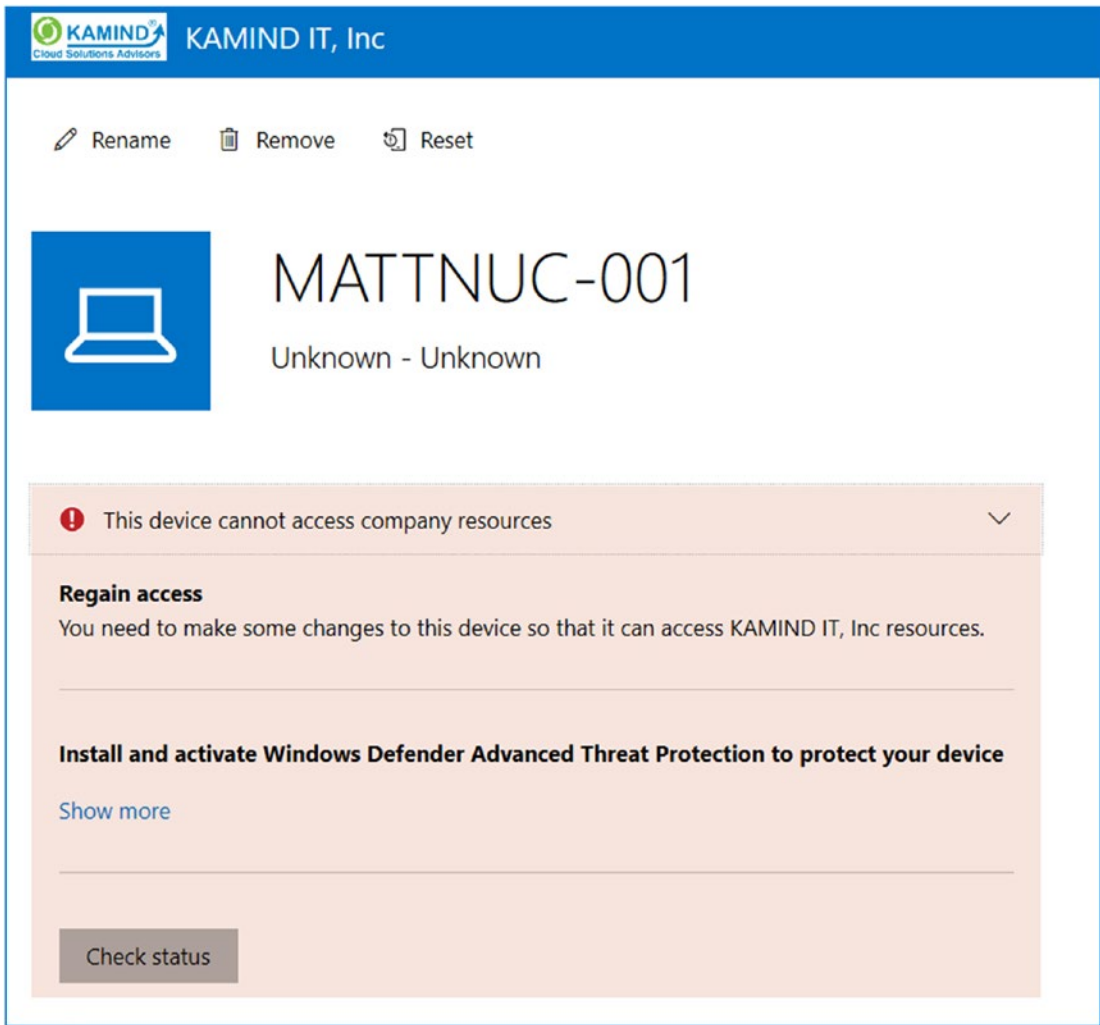 KAMIND®
Cloud Solutions Advisors
KAMIND IT, Inc
Rename Remove Reset
MATTNUC-001
Unknown - Unknown
This device cannot access company resources
Regain access
You need to make some changes to this device so that it can access KAMIND IT, Inc resources.
Install and activate Windows Defender Advanced Threat Protection to protect your device
Show more
Check status